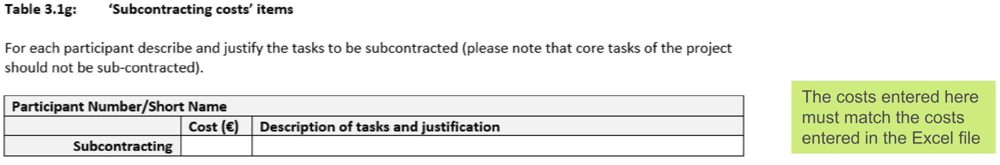 Table 3.1g: ‘Subcontracting costs’ items
For each participant describe and justify the tasks to be subcontracted (please note that core tasks of the project
should not be sub-contracted).
Participant Number/Short Name
Cost (€) Description of tasks and justification
Subcontracting
The costs entered here
must match the costs
entered in the Excel file